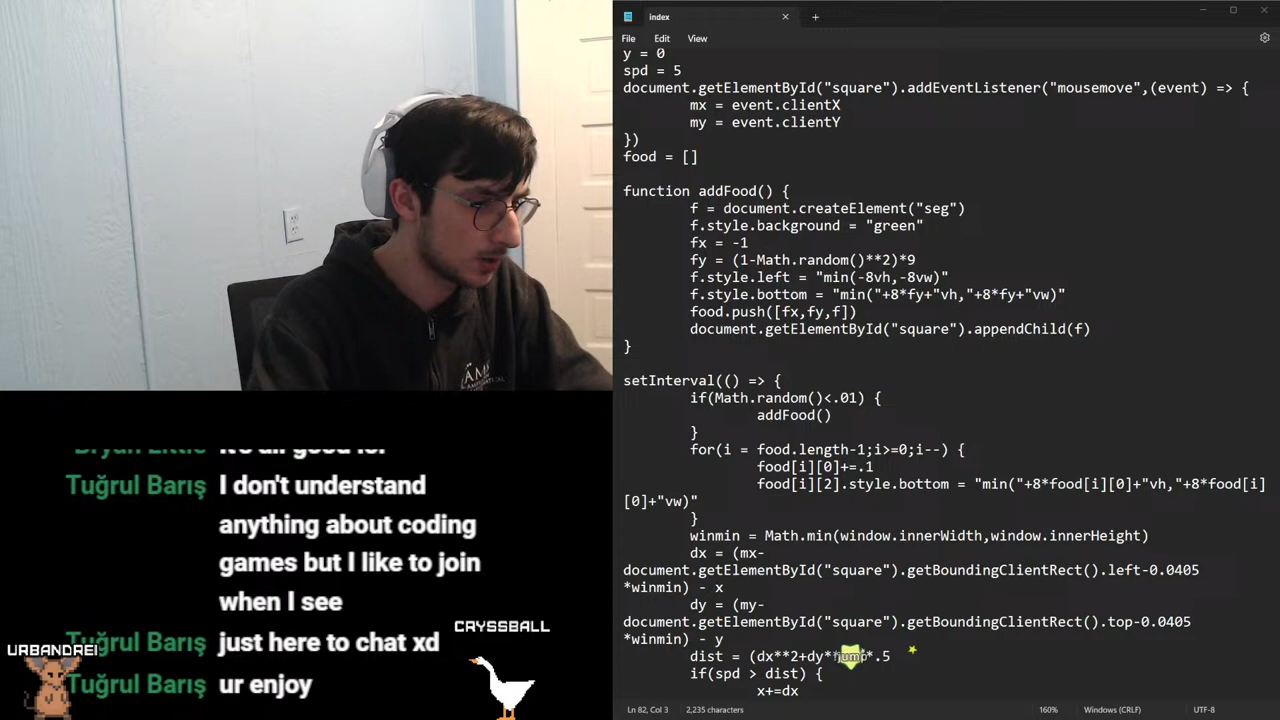 index
File Edit View
y = 0
spd = 5
document.getElementById("square").addEventListener("mousemove",(event) => {
mx = event.clientX
my = event.clientY
})
food = []
function addFood() {
f = document.createElement("seg")
f.style.background = "green"
fx = -1
fy = (1-Math.random()**2)*9
f.style.left = "min(-8vh,-8vw)"
f.style.bottom = "min("+8*fy+"vh,"+8*fy+"vw)"
food.push([fx,fy,f])
document.getElementById("square").appendChild(f)
}
setInterval(() => {
if(Math.random()<.01) {
addFood()
}
for(i = food.length-1;i>=0;i--) {
food[i][0]+=.1
food[i][2].style.bottom = "min("+8*food[i][0]+"vh,"+8*food[i]
[0]+"vw)"
}
winmin = Math.min(window.innerWidth,window.innerHeight)
dx = (mx-
document.getElementById("square").getBoundingClientRect().left-0.0405
*winmin) - x
dy = (my-
document.getElementById("square").getBoundingClientRect().top-0.0405
*winmin) - y
dist = (dx**2+dy* jump *.5
if(spd > dist) {
x+=dx
Ln 82, Col 3 2,235 characters 160% Windows (CRLF) UTF-8
Tuğrul Barış I don't understand
anything about coding
games but I like to join
when I see
Tuğrul Barış just here to chat xd
Tuğrul Barış ur enjoy
URBANDREI
CRYSSBALL